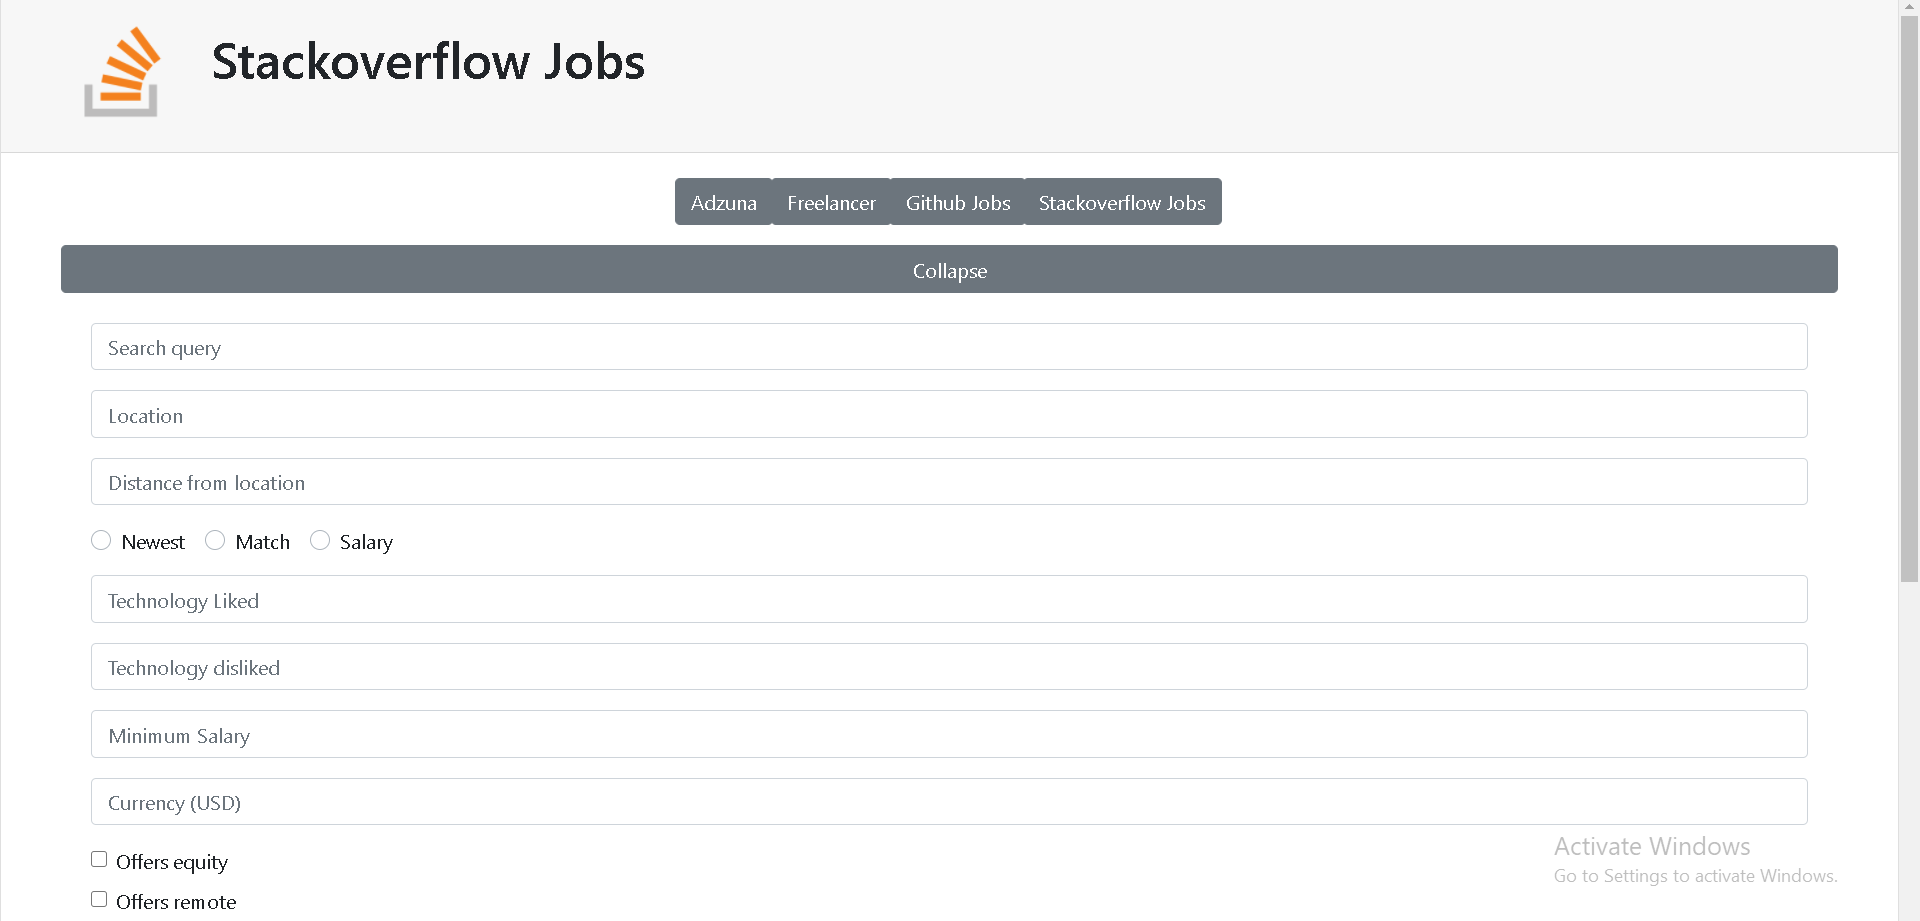 Stackoverflow Jobs
Adzuna Freelancer Github Jobs Stackoverflow Jobs
Collapse
Search query
Location
Distance from location
Newest Match Salary
Technology Liked
Technology disliked
Minimum Salary
Currency (USD)
Offers equity
Offers remote
Activate Windows
Go to Settings to activate Windows.